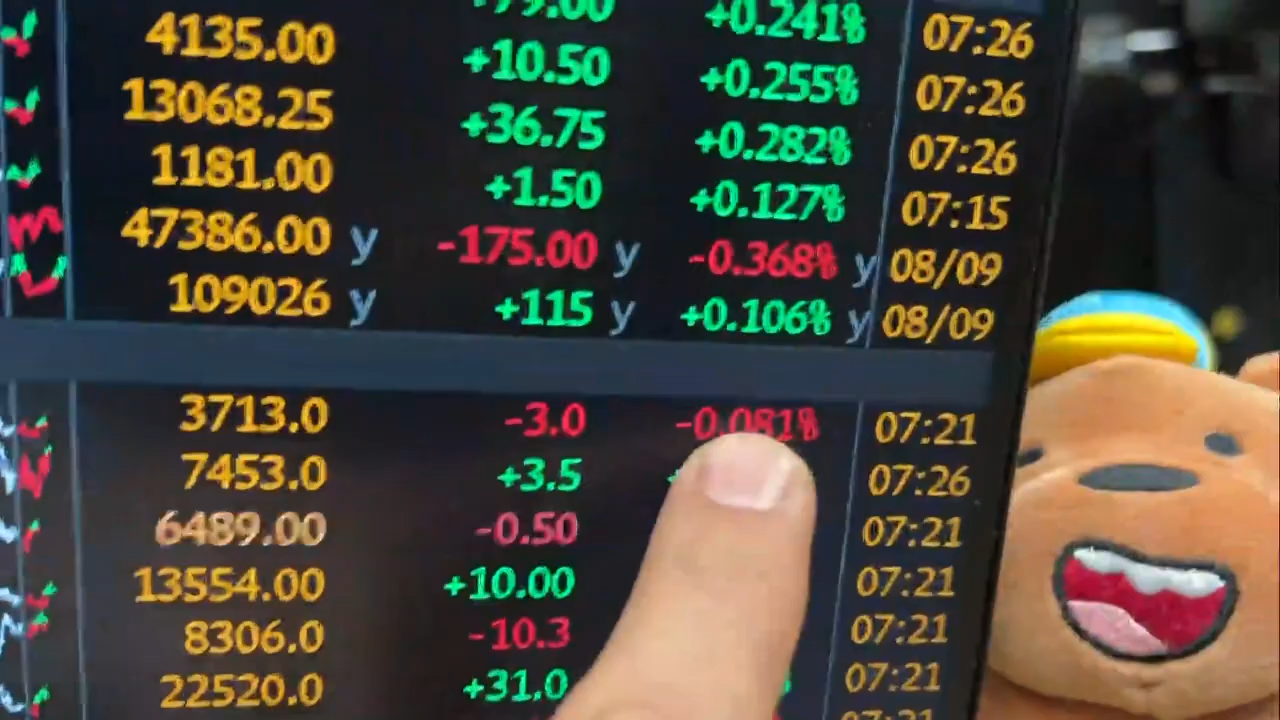 +79.00 +0.241% 07:26
4135.00 +10.50 +0.255% 07:26
13068.25 +36.75 +0.282% 07:26
1181.00 +1.50 +0.127% 07:15
47386.00 y -175.00 y -0.368% y 08/09
109026 y +115 y +0.106% y 08/09
3713.0 -3.0 -0.081% 07:21
7453.0 +3.5 07:26
6489.00 -0.50 07:21
13554.00 +10.00 07:21
8306.0 -10.3 07:21
22520.0 +31.0 07:21
07:21